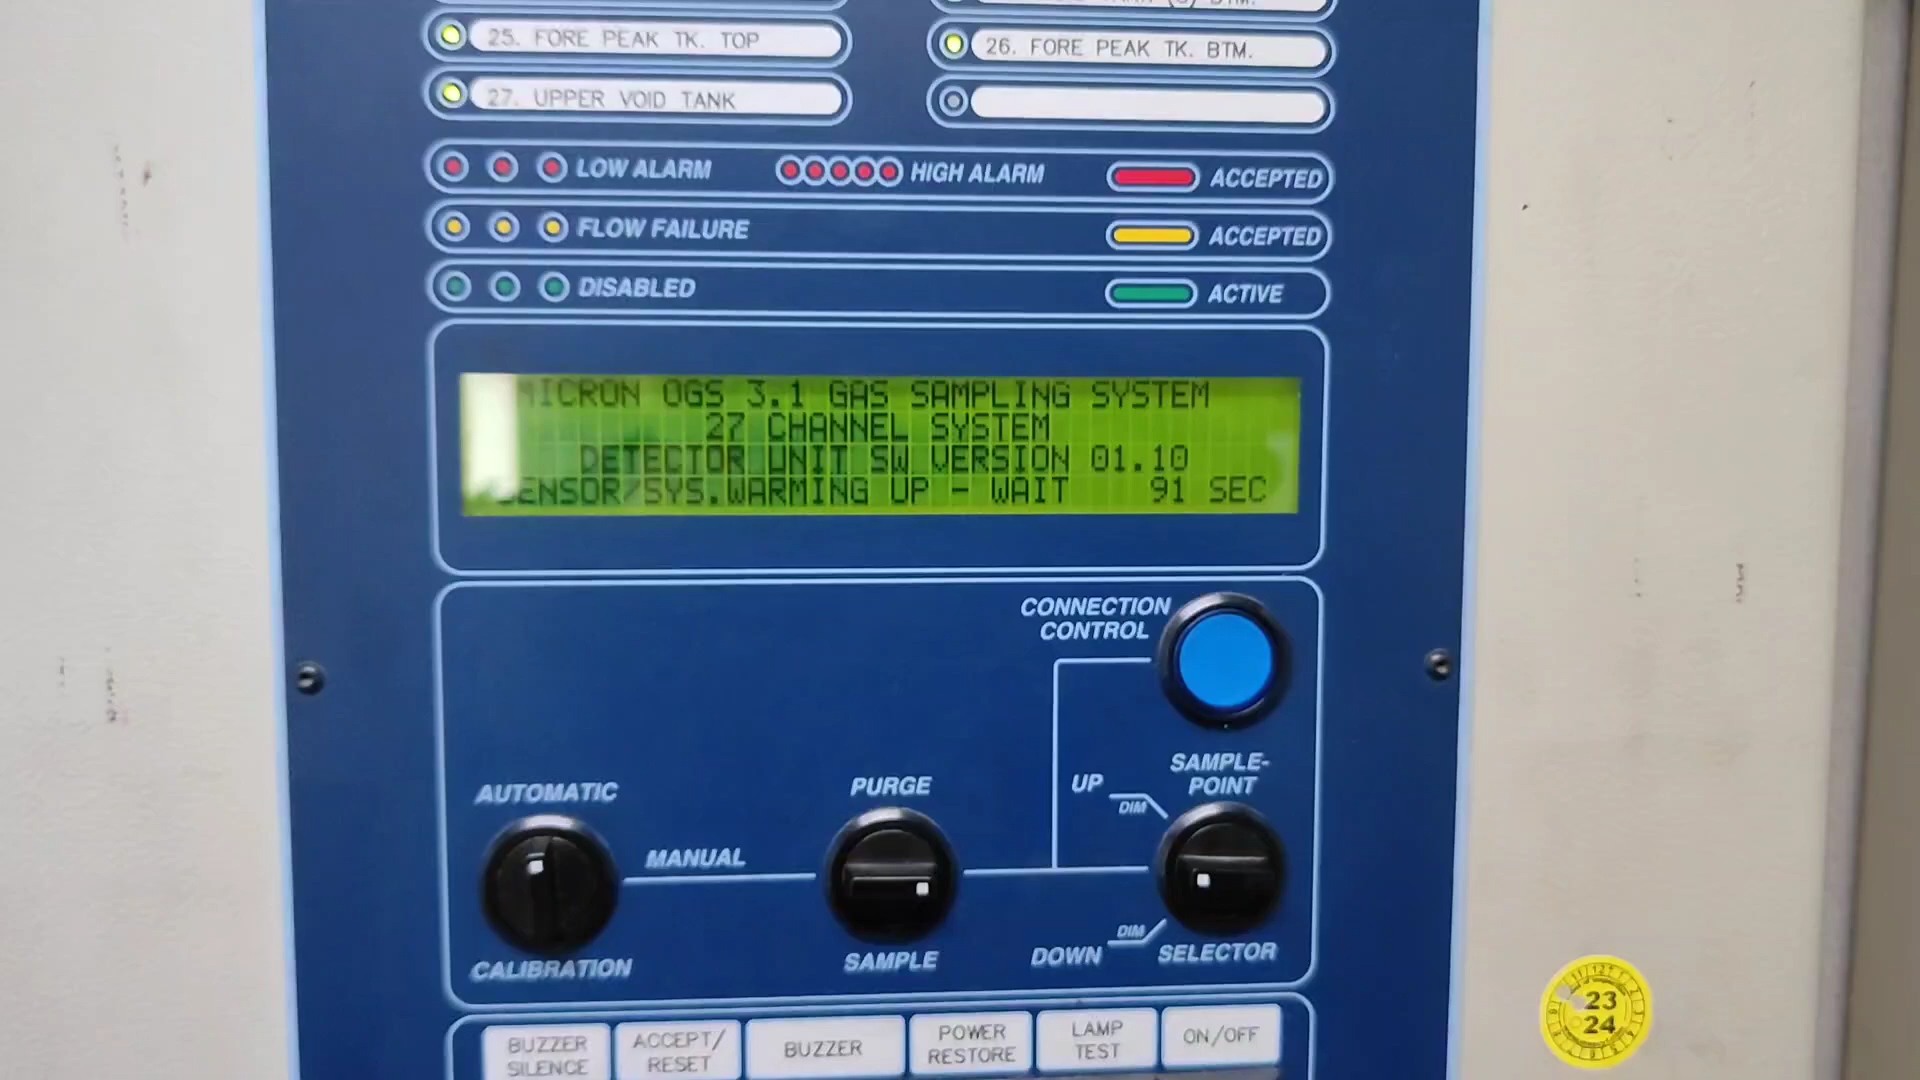 25. FORE PEAK TK. TOP
26. FORE PEAK TK. BTM.
27. UPPER VOID TANK
LOW ALARM
HIGH ALARM
ACCEPTED
FLOW FAILURE
ACCEPTED
DISABLED
ACTIVE
MICRON OGS 3.1 GAS SAMPLING SYSTEM
27 CHANNEL SYSTEM
DETECTOR UNIT SW VERSION 01.10
SENSOR/SYS.WARMING UP - WAIT 91 SEC
CONNECTION
CONTROL
AUTOMATIC
MANUAL
CALIBRATION
PURGE
SAMPLE
UP
DIM
SAMPLE-
POINT
DIM
DOWN
SELECTOR
BUZZER
SILENCE
ACCEPT/
RESET
BUZZER
POWER
RESTORE
LAMP
TEST
ON/OFF
23
24